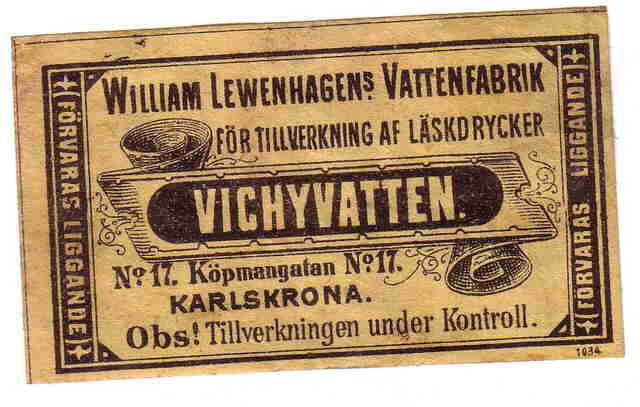 WILLIAM LEWENHAGENS VATTENFABRIK
FÖR TILLVERKNING AF LÄSKDRYCKER
VICHYVATTEN.
No 17. Köpmangatan No 17.
KARLSKRONA.
Obs! Tillverkningen under Kontroll.
FÖRVARAS LIGGANDE
FÖRVARAS LIGGANDE
1034